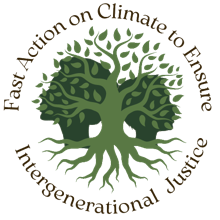 Fast Action on Climate to Ensure
Intergenerational Justice